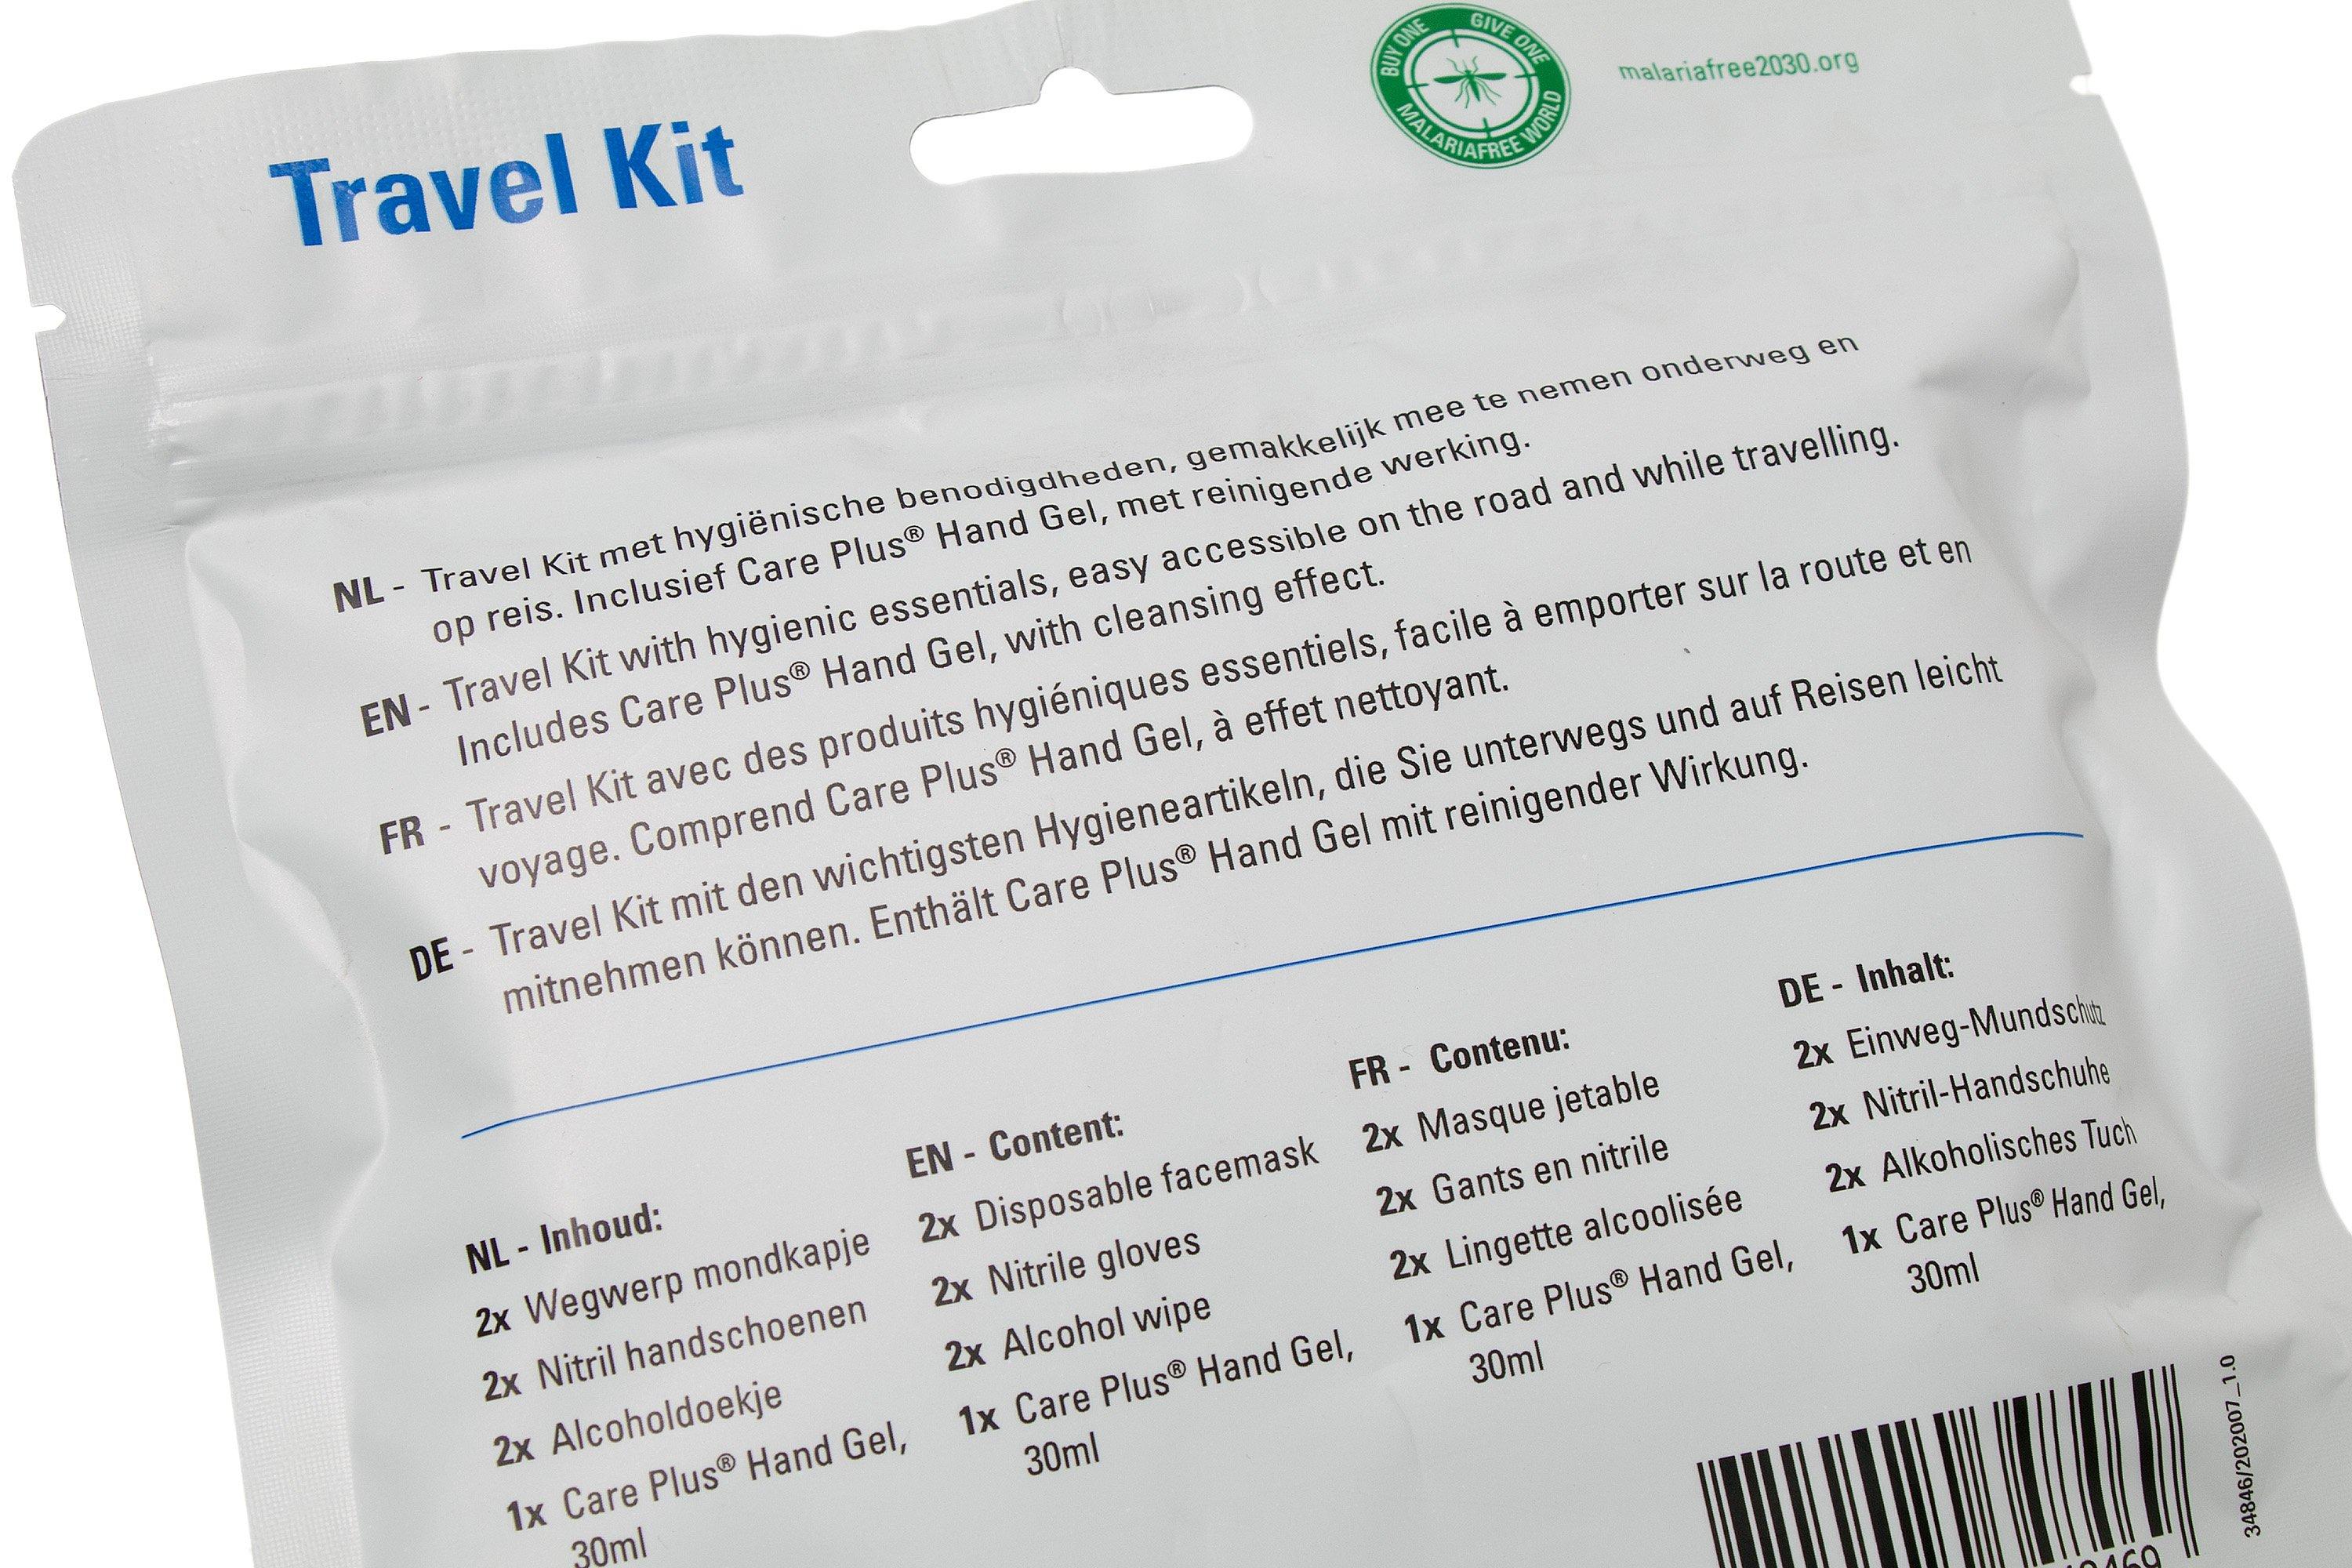 Travel Kit
BUY ONE GIVE ONE
MALARIAFREE WORLD
malariafree2030.org
NL - Travel Kit met hygiënische benodigdheden, gemakkelijk mee te nemen onderweg en
op reis. Inclusief Care Plus® Hand Gel, met reinigende werking.
EN - Travel Kit with hygienic essentials, easy accessible on the road and while travelling.
Includes Care Plus® Hand Gel, with cleansing effect.
FR - Travel Kit avec des produits hygiéniques essentiels, facile à emporter sur la route et en
voyage. Comprend Care Plus® Hand Gel, à effet nettoyant.
DE - Travel Kit mit den wichtigsten Hygieneartikeln, die Sie unterwegs und auf Reisen leicht
mitnehmen können. Enthält Care Plus® Hand Gel mit reinigender Wirkung.
NL - Inhoud:
2x Wegwerp mondkapje
2x Nitril handschoenen
2x Alcoholdoekje
1x Care Plus® Hand Gel,
30ml
EN - Content:
2x Disposable facemask
2x Nitrile gloves
2x Alcohol wipe
1x Care Plus® Hand Gel,
30ml
FR - Contenu:
2x Masque jetable
2x Gants en nitrile
2x Lingette alcoolisée
1x Care Plus® Hand Gel,
30ml
DE - Inhalt:
2x Einweg-Mundschutz
2x Nitril-Handschuhe
2x Alkoholisches Tuch
1x Care Plus® Hand Gel,
30ml
34846/202007_1.0